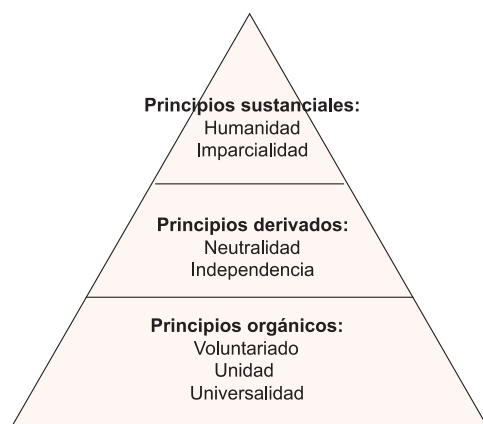 Principios sustanciales:
Humanidad
Imparcialidad
Principios derivados:
Neutralidad
Independencia
Principios orgánicos:
Voluntariado
Unidad
Universalidad